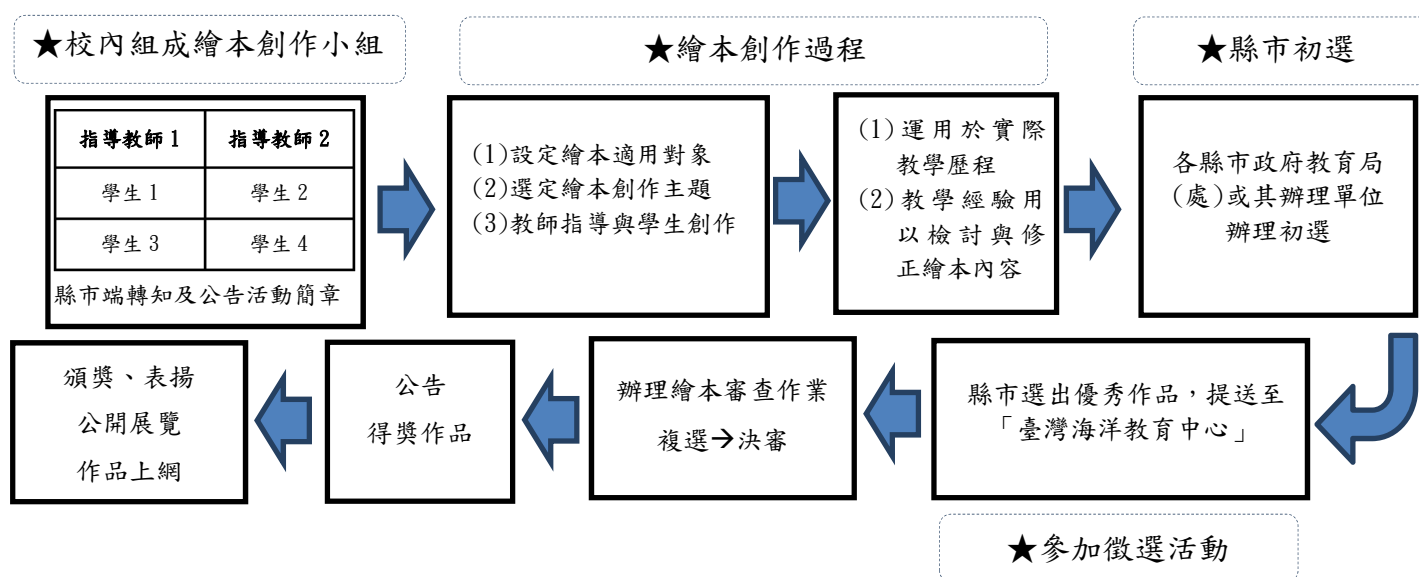 ★校內組成繪本創作小組
★繪本創作過程
★縣市初選
指導教師 1 指導教師 2
學生 1 學生 2
學生 3 學生 4
縣市端轉知及公告活動簡章
(1)設定繪本適用對象
(2)選定繪本創作主題
(3)教師指導與學生創作
(1)運用於實際
教學歷程
(2)教學經驗用
以檢討與修
正繪本內容
各縣市政府教育局
(處)或其辦理單位
辦理初選
縣市選出優秀作品，提送至
「臺灣海洋教育中心」
辦理繪本審查作業
複選→決審
公告
得獎作品
頒獎、表揚
公開展覽
作品上網
★參加徵選活動